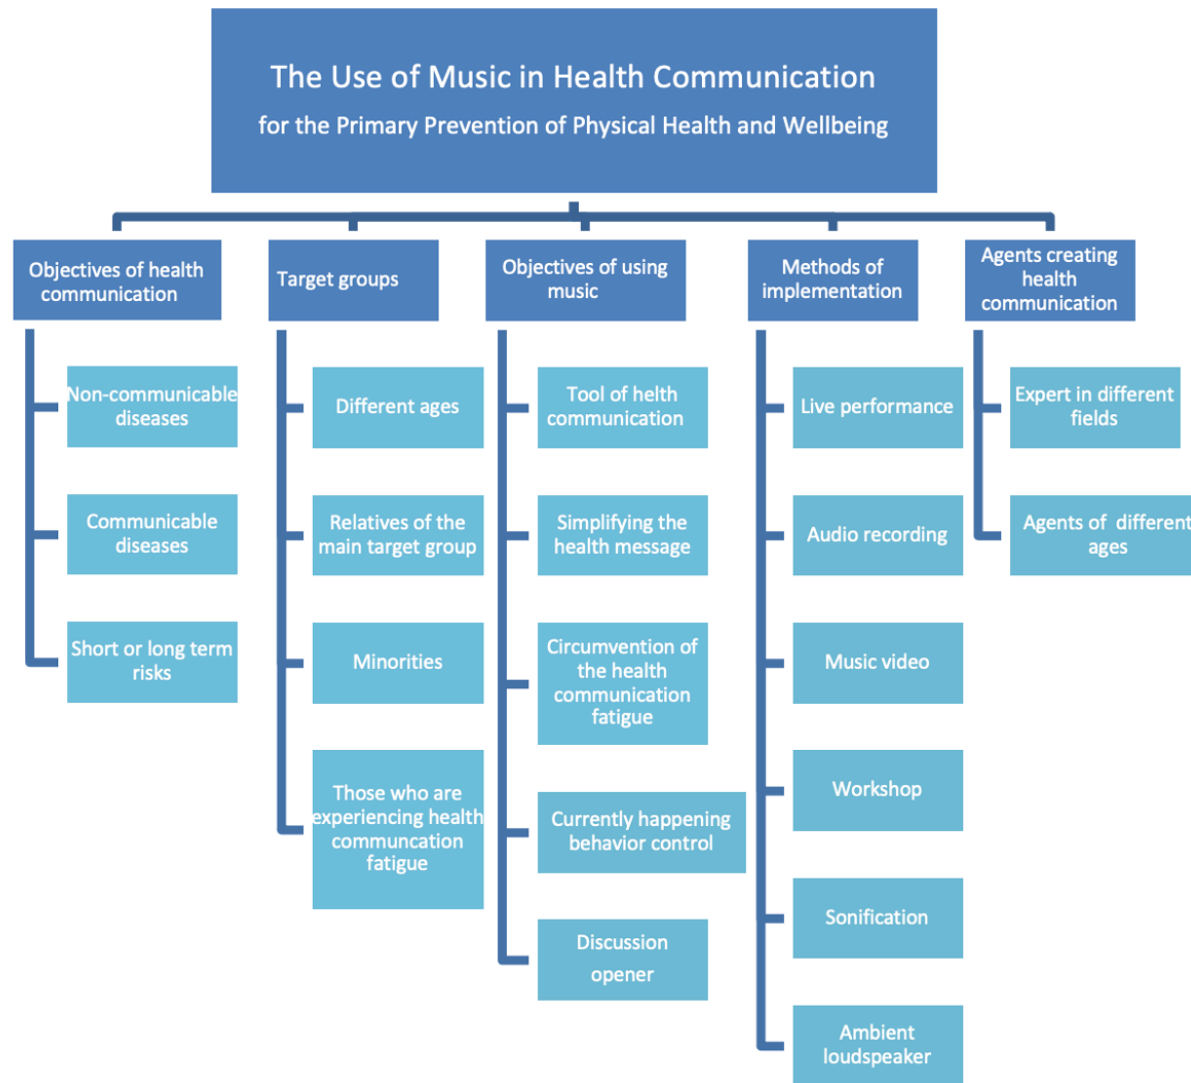 The Use of Music in Health Communication
for the Primary Prevention of Physical Health and Wellbeing
Objectives of health
communication
Non-communicable
diseases
Communicable
diseases
Short or long term
risks
Target groups
Different ages
Relatives of the
main target group
Minorities
Those who are
experiencing health
communcation
fatigue
Objectives of using
music
Tool of helth
communication
Simplifying the
health message
Circumvention of
the health
communication
fatigue
Currently happening
behavior control
Discussion
opener
Methods of
implementation
Live performance
Audio recording
Music video
Workshop
Sonification
Ambient
loudspeaker
Agents creating
health
communication
Expert in different
fields
Agents of different
ages